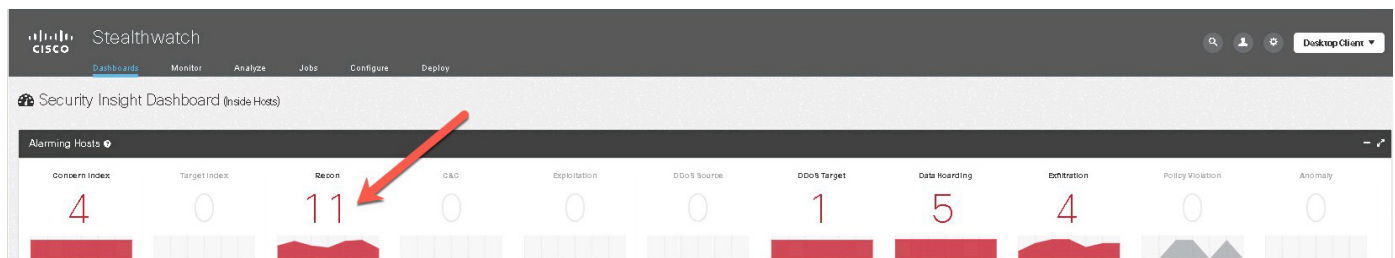 cisco Stealthwatch Desktop Client
Dashboards Monitor Analyze Jobs Configure Deploy
Security Insight Dashboard (Inside Hosts)
Alarming Hosts
Concern Index Target Index Recon C&C Exploitation DDoS Source DDoS Target Data Hoarding Exfiltration Policy Violation Anomaly
4 0 11 0 0 0 1 5 4 0 0